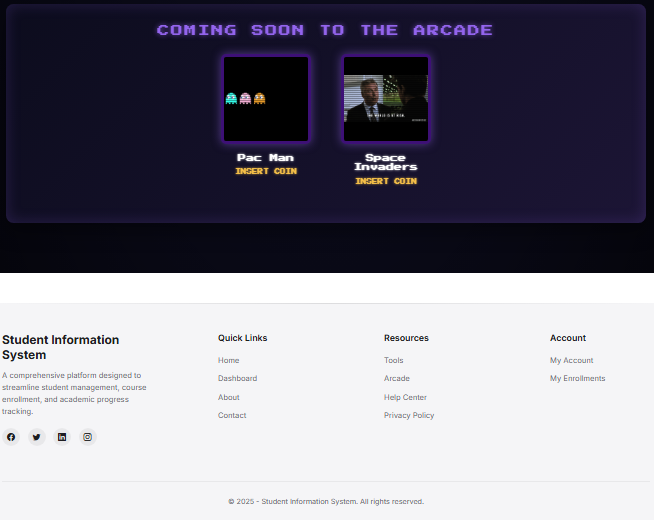 COMING SOON TO THE ARCADE
Pac Man
INSERT COIN
Space
Invaders
INSERT COIN
Student Information
System
A comprehensive platform designed to
streamline student management, course
enrollment, and academic progress
tracking.
Quick Links
Home
Dashboard
About
Contact
Resources
Tools
Arcade
Help Center
Privacy Policy
Account
My Account
My Enrollments
© 2025 - Student Information System. All rights reserved.